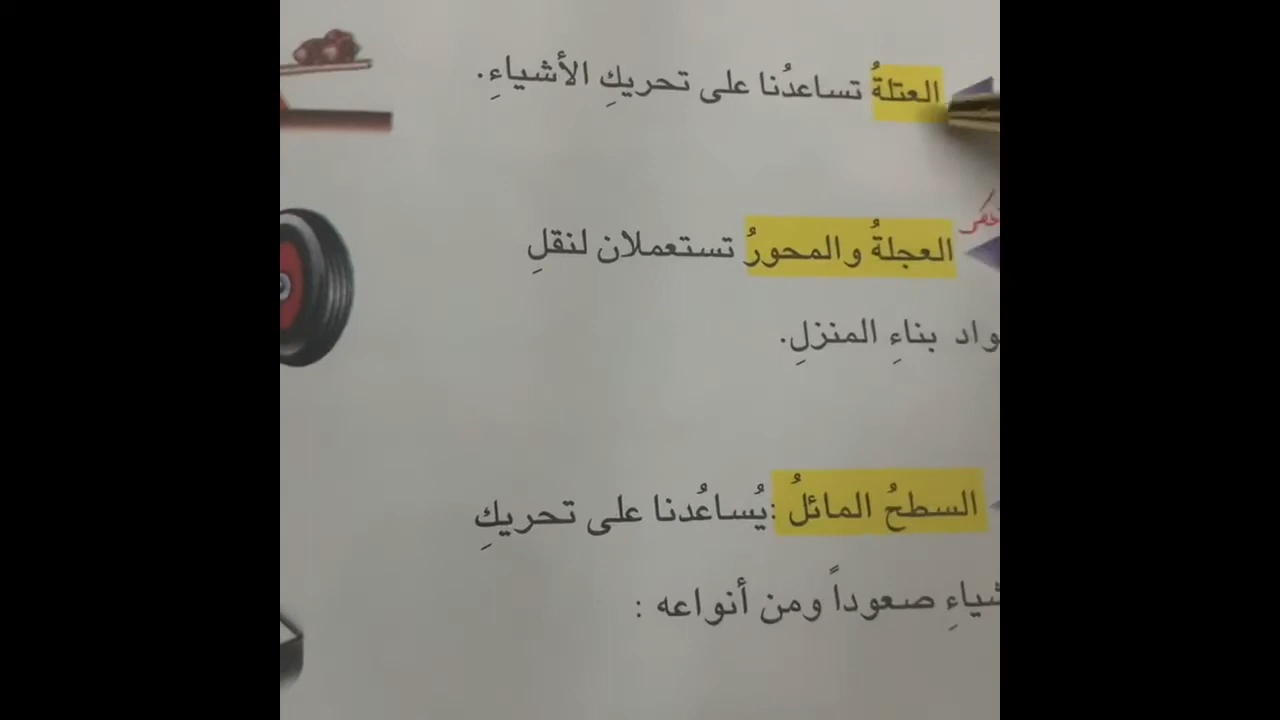 العتلةُ تساعدُنا على تحريكِ الأشياءِ.
العجلةُ والمحورُ تستعملان لنقلِ
واد بناءِ المنزلِ.
السطحُ المائلُ :يُساعُدنا على تحريكِ
شياءِ صعوداً ومن أنواعه :